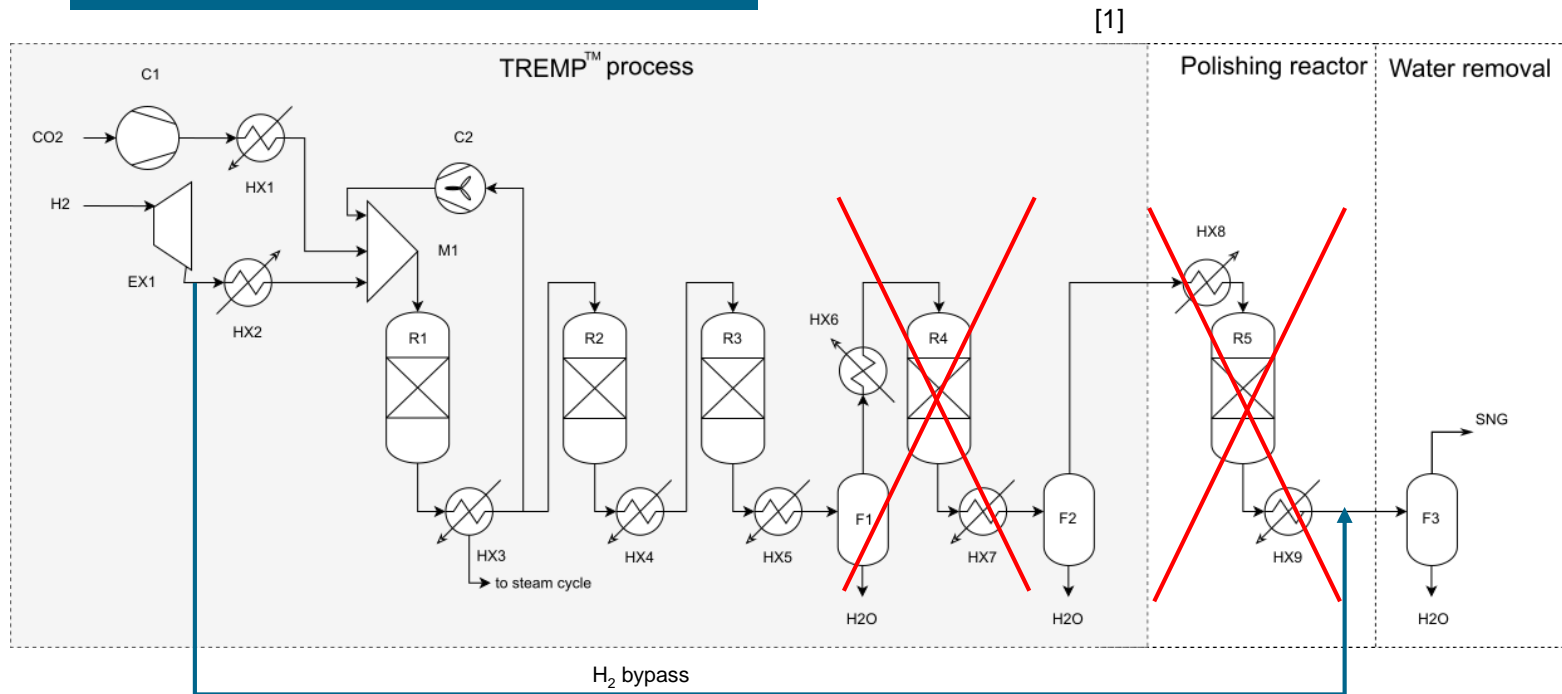 [1]
TREMP™ process
Polishing reactor
Water removal
C1
CO2
HX1
C2
H2
M1
EX1
HX2
HX8
HX6
R1
R2
R3
R4
R5
SNG
F1
F2
F3
HX3
HX4
HX5
HX7
HX9
to steam cycle
H2O
H2O
H2O
H₂ bypass